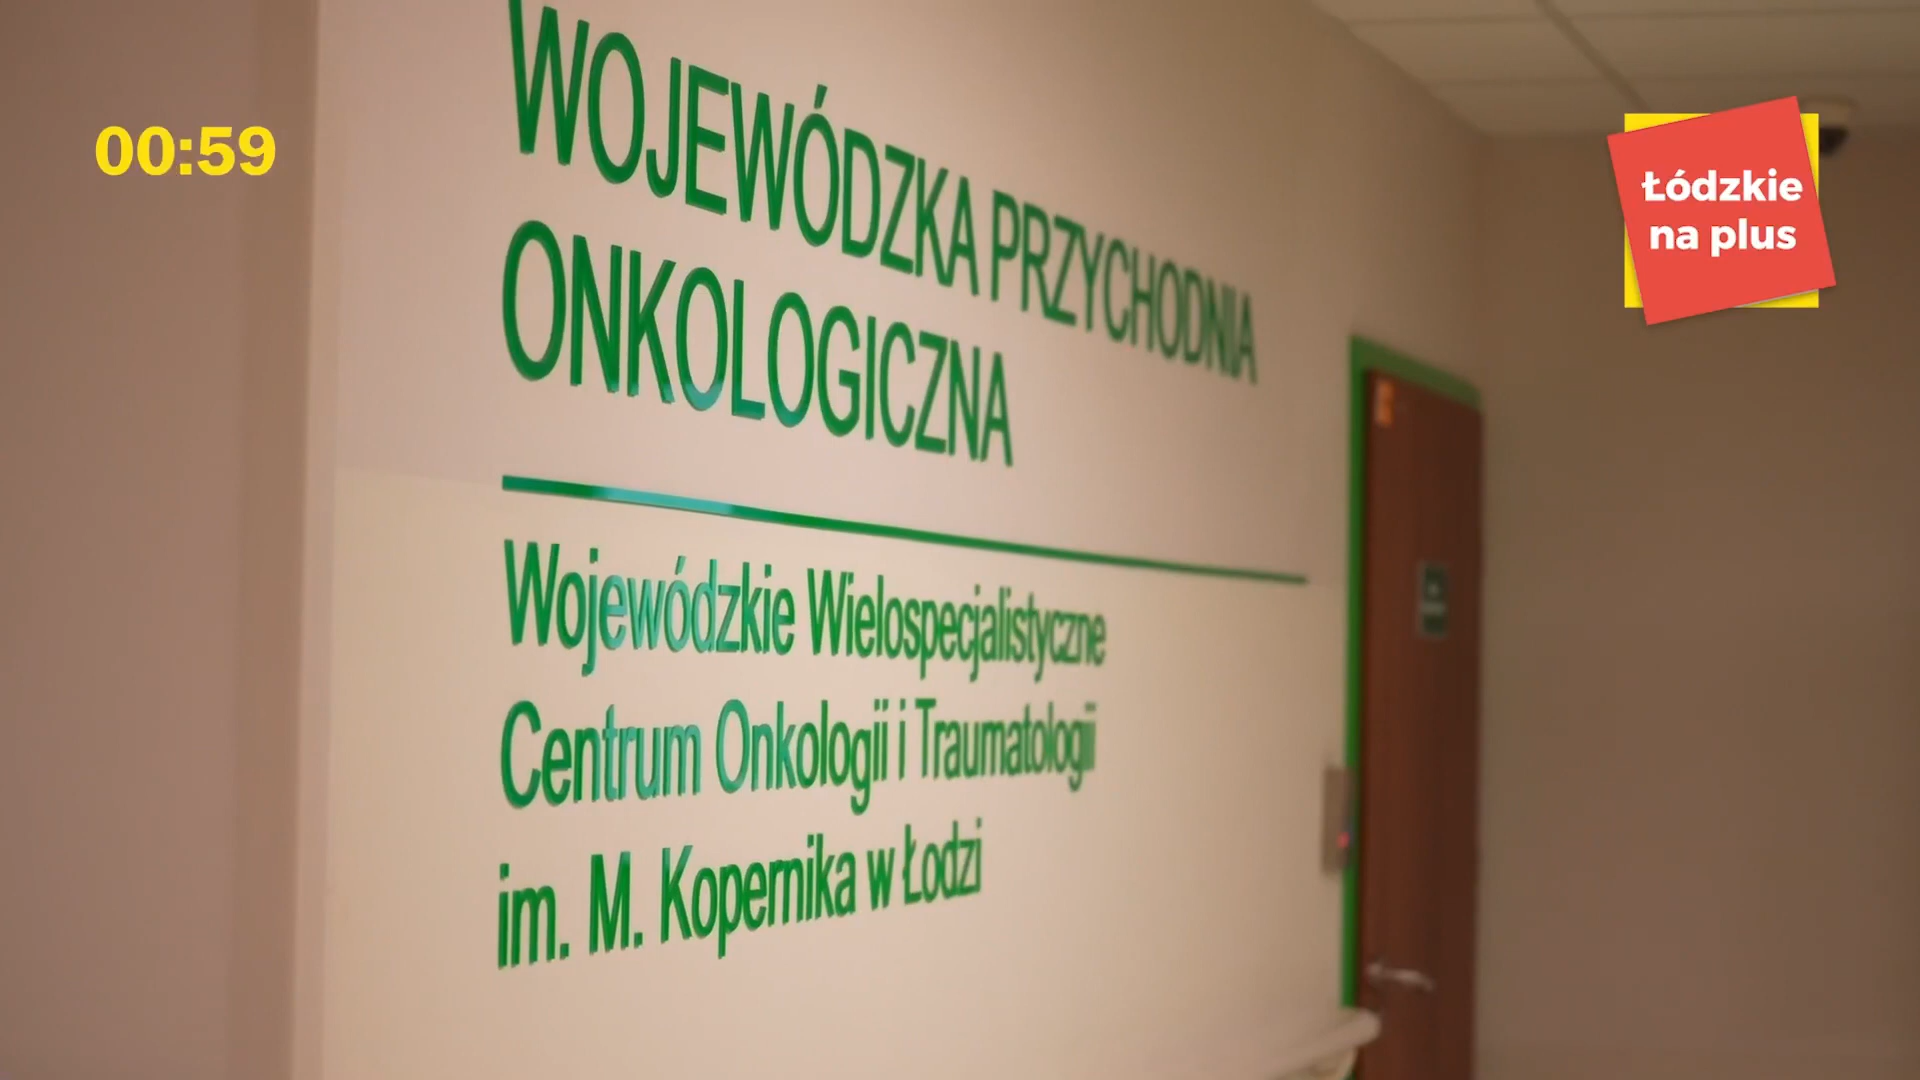 00:59
Łódzkie
na plus
WOJEWÓDZKA PRZYCHODNIA
ONKOLOGICZNA
Wojewódzkie Wielospecjalistyczne
Centrum Onkologii i Traumatologii
im. M. Kopernika w Łodzi